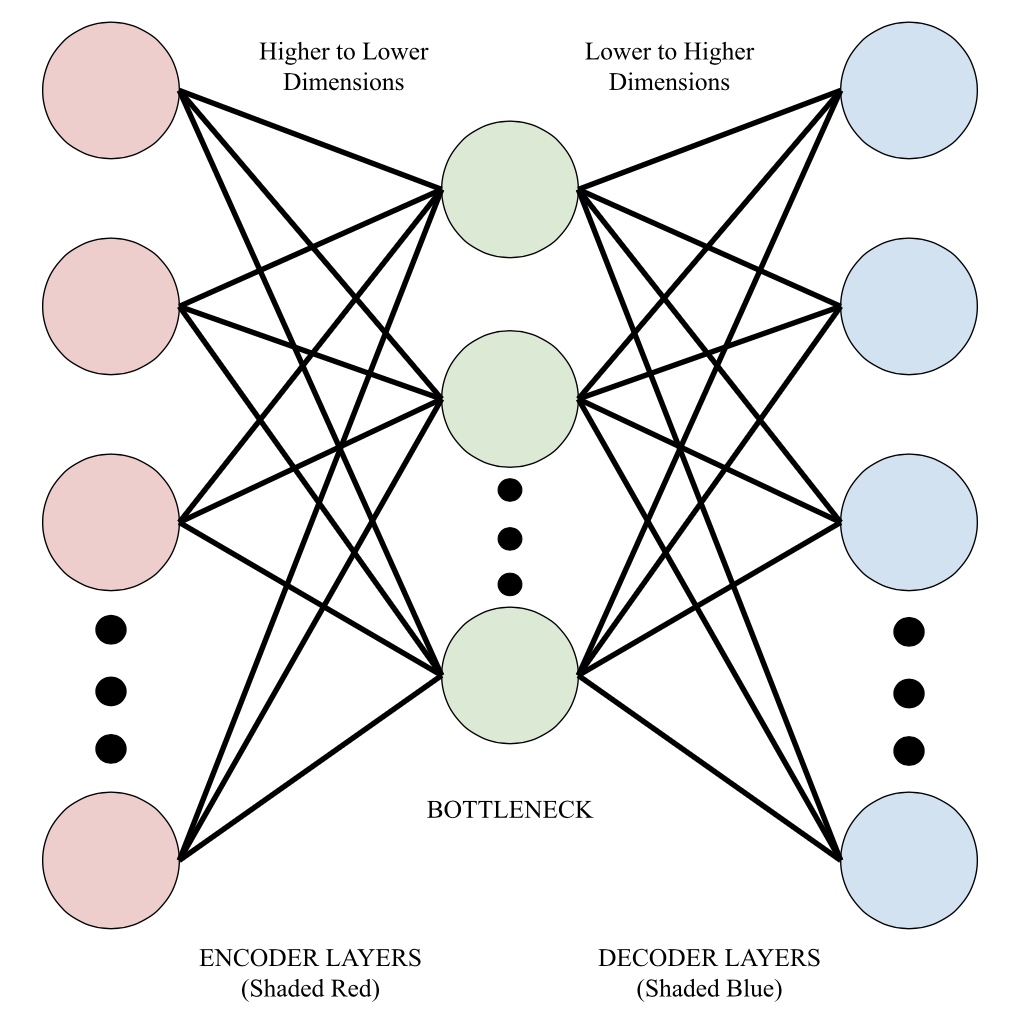 Higher to Lower
Dimensions
Lower to Higher
Dimensions
BOTTLENECK
ENCODER LAYERS
(Shaded Red)
DECODER LAYERS
(Shaded Blue)